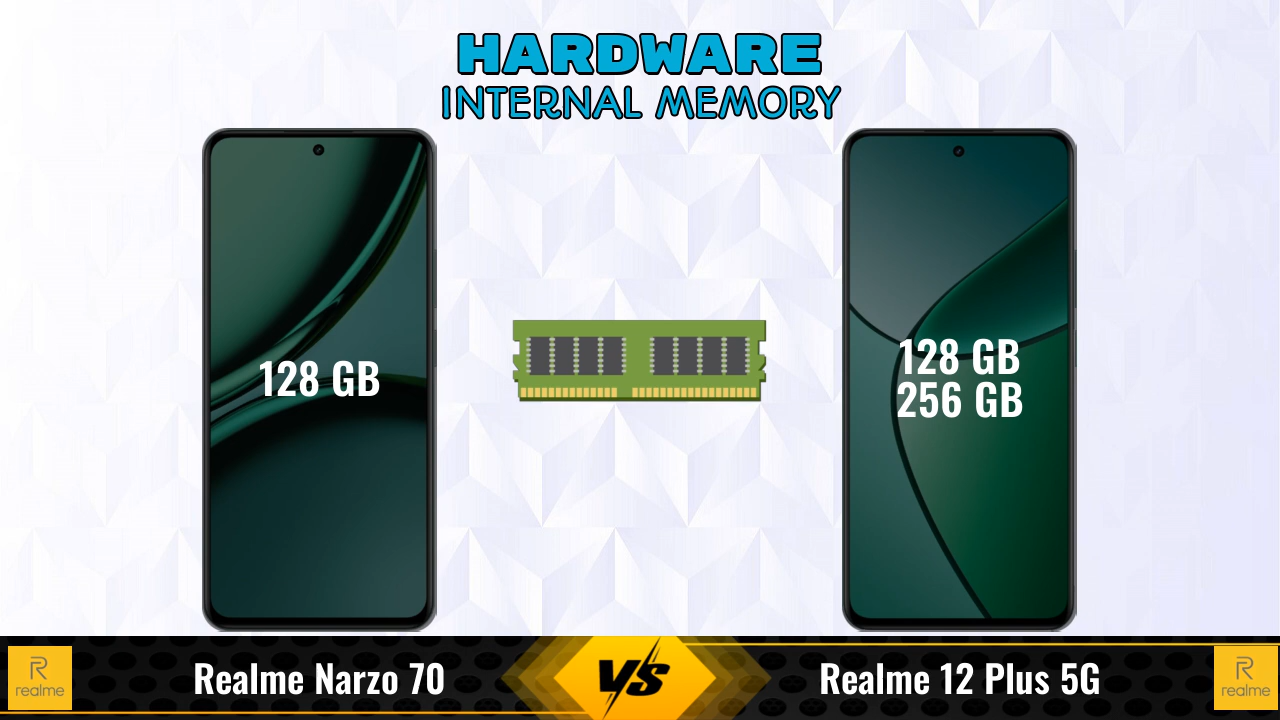 HARDWARE
INTERNAL MEMORY
128 GB
128 GB
256 GB
R
realme
Realme Narzo 70
VS
Realme 12 Plus 5G
R
realme